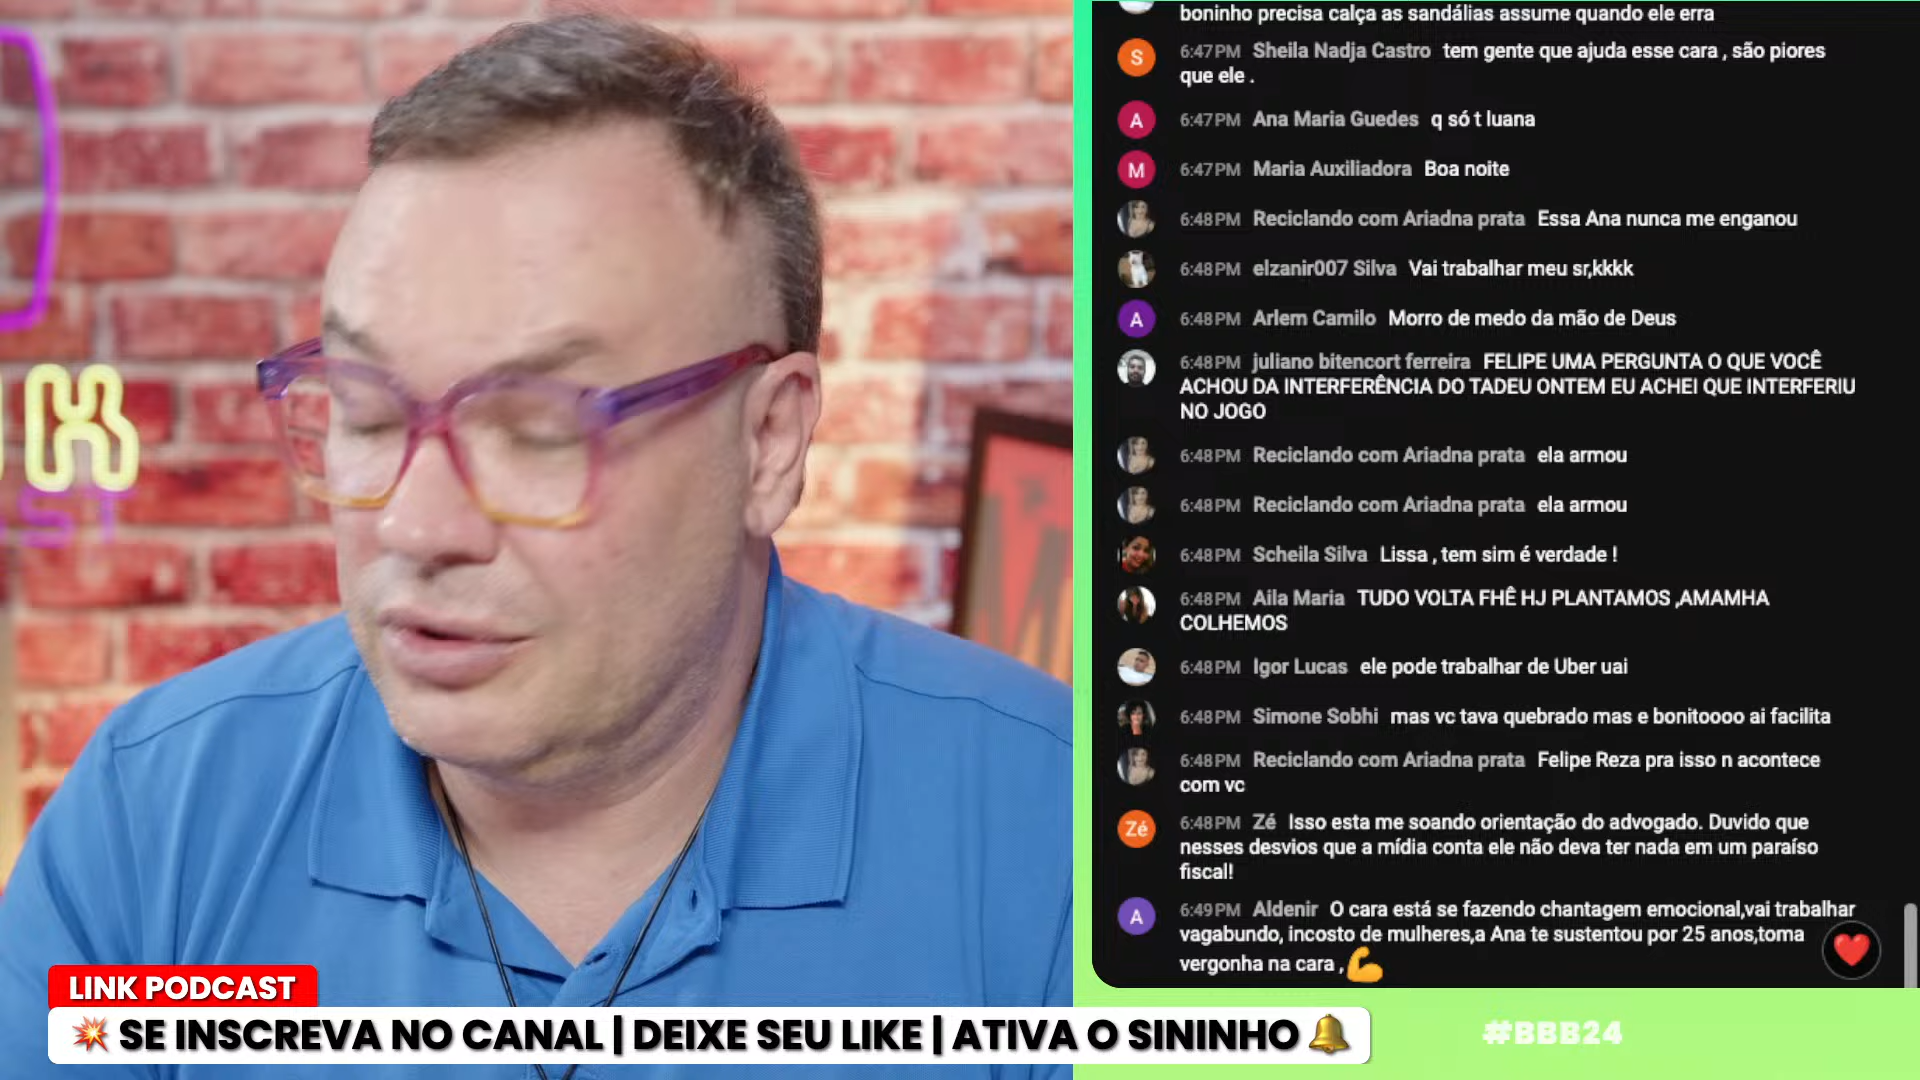 boninho precisa calça as sandálias assume quando ele erra
S
6:47 PM Sheila Nadja Castro tem gente que ajuda esse cara , são piores
que ele .
A
6:47 PM Ana Maria Guedes q só t luana
M
6:47 PM Maria Auxiliadora Boa noite
6:48 PM Reciclando com Ariadna prata Essa Ana nunca me enganou
6:48 PM elzanir007 Silva Vai trabalhar meu sr,kkkk
A
6:48 PM Arlem Camilo Morro de medo da mão de Deus
6:48 PM juliano bitencort ferreira FELIPE UMA PERGUNTA O QUE VOCÊ
ACHOU DA INTERFERÊNCIA DO TADEU ONTEM EU ACHEI QUE INTERFERIU
NO JOGO
6:48 PM Reciclando com Ariadna prata ela armou
6:48 PM Reciclando com Ariadna prata ela armou
6:48 PM Scheila Silva Lissa , tem sim é verdade !
6:48 PM Aila Maria TUDO VOLTA FHÊ HJ PLANTAMOS ,AMAMHA
COLHEMOS
6:48 PM Igor Lucas ele pode trabalhar de Uber uai
6:48 PM Simone Sobhi mas vc tava quebrado mas e bonitoooo ai facilita
6:48 PM Reciclando com Ariadna prata Felipe Reza pra isso n acontece
com vc
Zé
6:48 PM Zé Isso esta me soando orientação do advogado. Duvido que
nesses desvios que a mídia conta ele não deva ter nada em um paraíso
fiscal!
A
6:49 PM Aldenir O cara está se fazendo chantagem emocional,vai trabalhar
vagabundo, incosto de mulheres,a Ana te sustentou por 25 anos,toma
vergonha na cara ,💪
LINK PODCAST
💥 SE INSCREVA NO CANAL | DEIXE SEU LIKE | ATIVA O SININHO 🔔
#BBB24